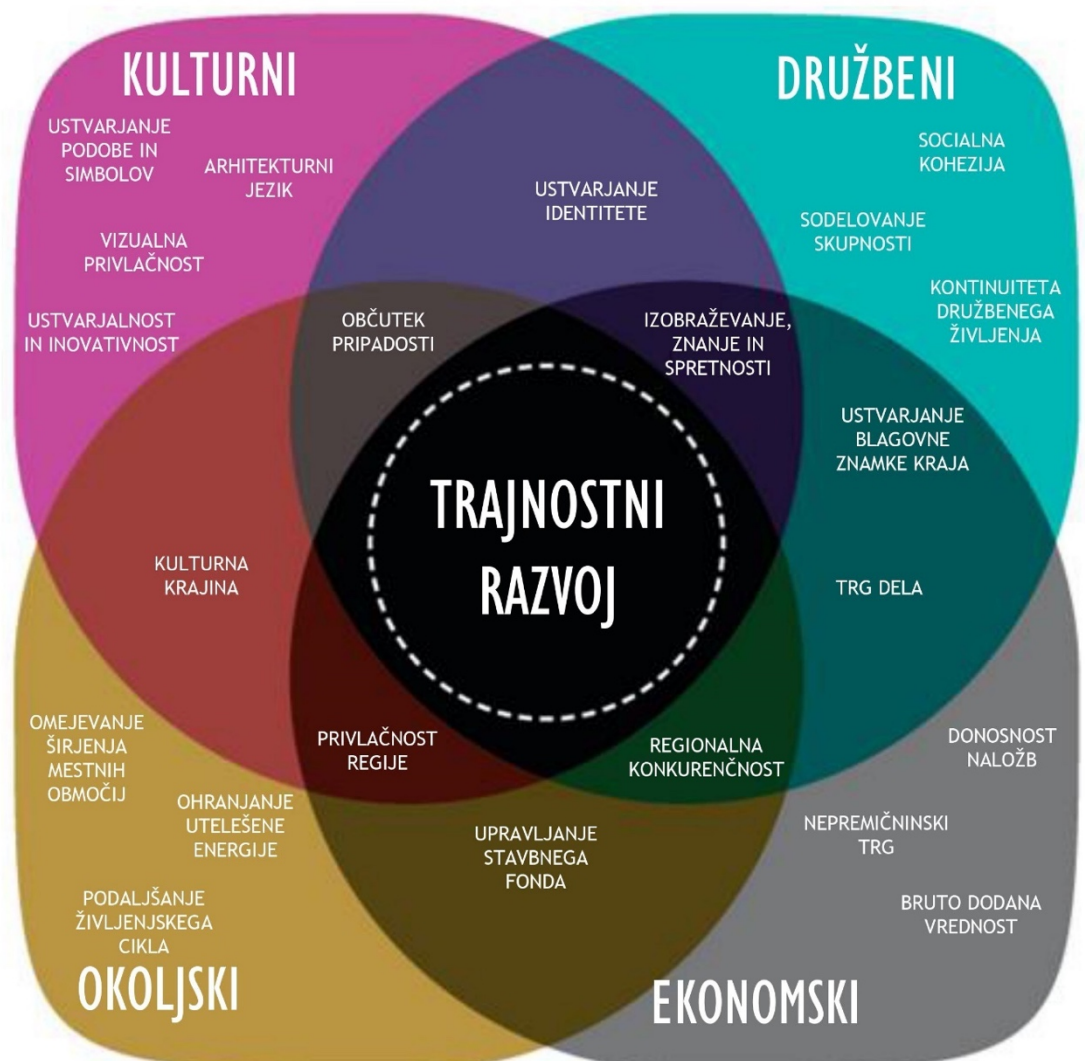 KULTURNI
DRUŽBENI
USTVARJANJE
PODOBE IN
SIMBOLOV
ARHITEKTURNI
JEZIK
VIZUALNA
PRIVLAČNOST
USTVARJALNOST
IN INOVATIVNOST
USTVARJANJE
IDENTITETE
SOCIALNA
KOHEZIJA
SODELOVANJE
SKUPNOSTI
KONTINUITETA
DRUŽBENEGA
ŽIVLJENJA
OBČUTEK
PRIPADOSTI
IZOBRAŽEVANJE,
ZNANJE IN
SPRETNOSTI
USTVARJANJE
BLAGOVNE
ZNAMKE KRAJA
TRAJNOSTNI
RAZVOJ
KULTURNA
KRAJINA
TRG DELA
OMEJEVANJE
ŠIRJENJA
MESTNIH
OBMOČIJ
OHRANJANJE
UTELEŠENE
ENERGIJE
PODALJŠANJE
ŽIVLJENJSKEGA
CIKLA
PRIVLAČNOST
REGIJE
REGIONALNA
KONKURENČNOST
UPRAVLJANJE
STAVBNEGA
FONDA
DONOSNOST
NALOŽB
NEPREMIČNINSKI
TRG
BRUTO DODANA
VREDNOST
OKOLJSKI
EKONOMSKI